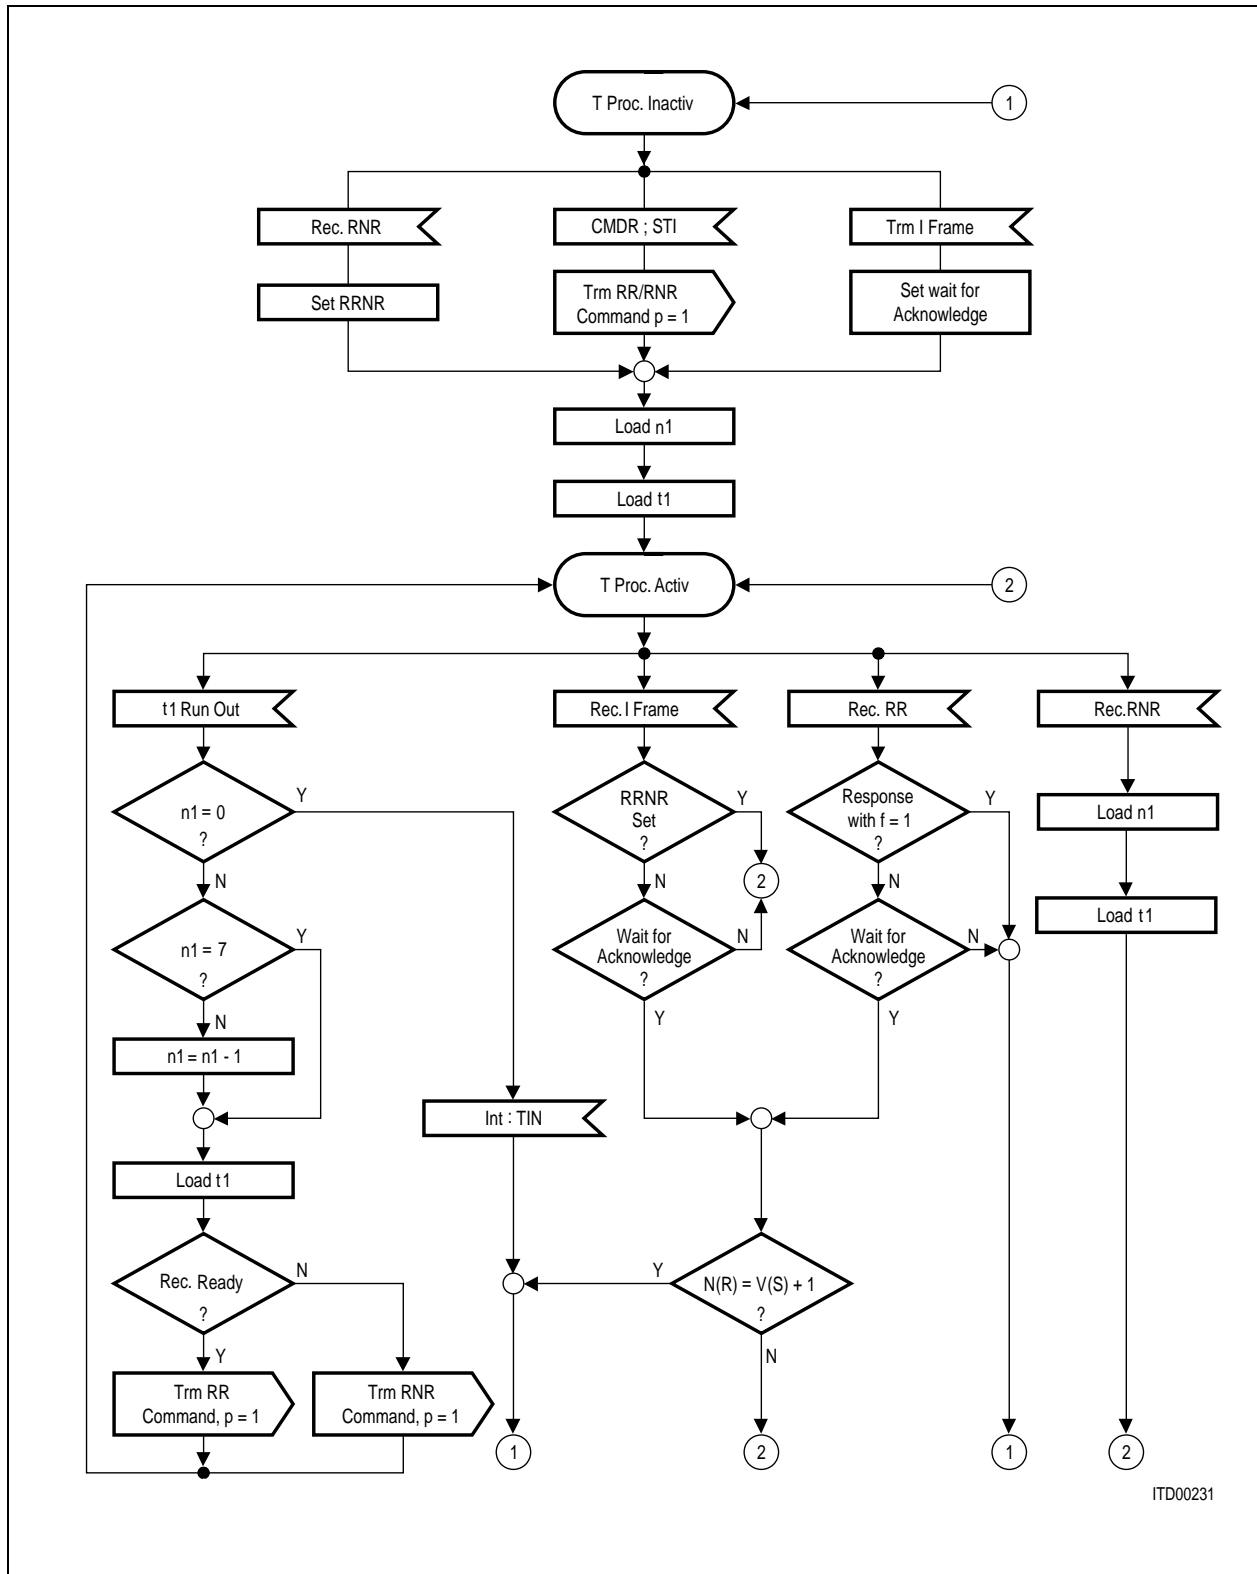 T Proc. Inactiv
1
Rec. RNR
CMDR ; STI
Trm I Frame
Set RRNR
Trm RR/RNR
Command p = 1
Set wait for
Acknowledge
Load n1
Load t1
T Proc. Activ
2
t1 Run Out
Rec. I Frame
Rec. RR
Rec.RNR
n1 = 0
?
Y
N
RRNR
Set
?
Y
N
2
Response
with f = 1
?
Y
N
Load n1
n1 = 7
?
Y
N
Wait for
Acknowledge
?
N
Y
Wait for
Acknowledge
?
N
Y
Load t1
n1 = n1 - 1
Int : TIN
Load t1
Rec. Ready
?
N
Y
N(R) = V(S) + 1
?
Y
N
Trm RR
Command, p = 1
Trm RNR
Command, p = 1
1
2
1
2
ITD00231